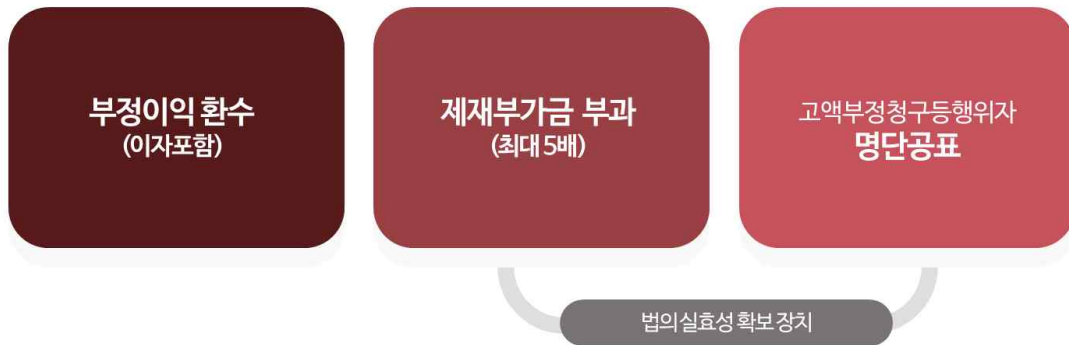 부정이익 환수
(이자포함)
제재부가금 부과
(최대 5배)
고액부정청구등행위자
명단공표
법의 실효성 확보 장치